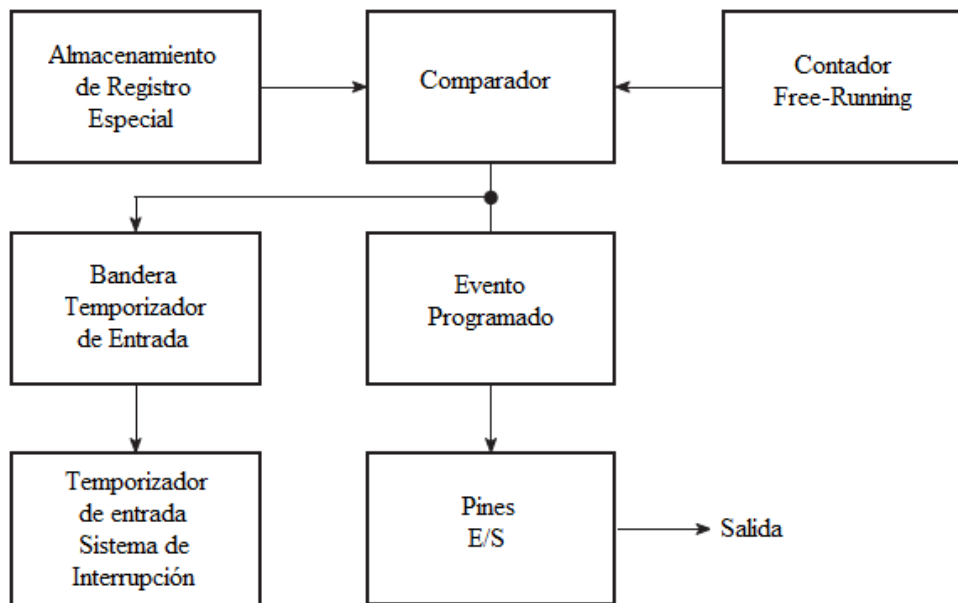 Almacenamiento
de Registro
Especial
Comparador
Contador
Free-Running
Bandera
Temporizador
de Entrada
Evento
Programado
Temporizador
de entrada
Sistema de
Interrupción
Pines
E/S
Salida